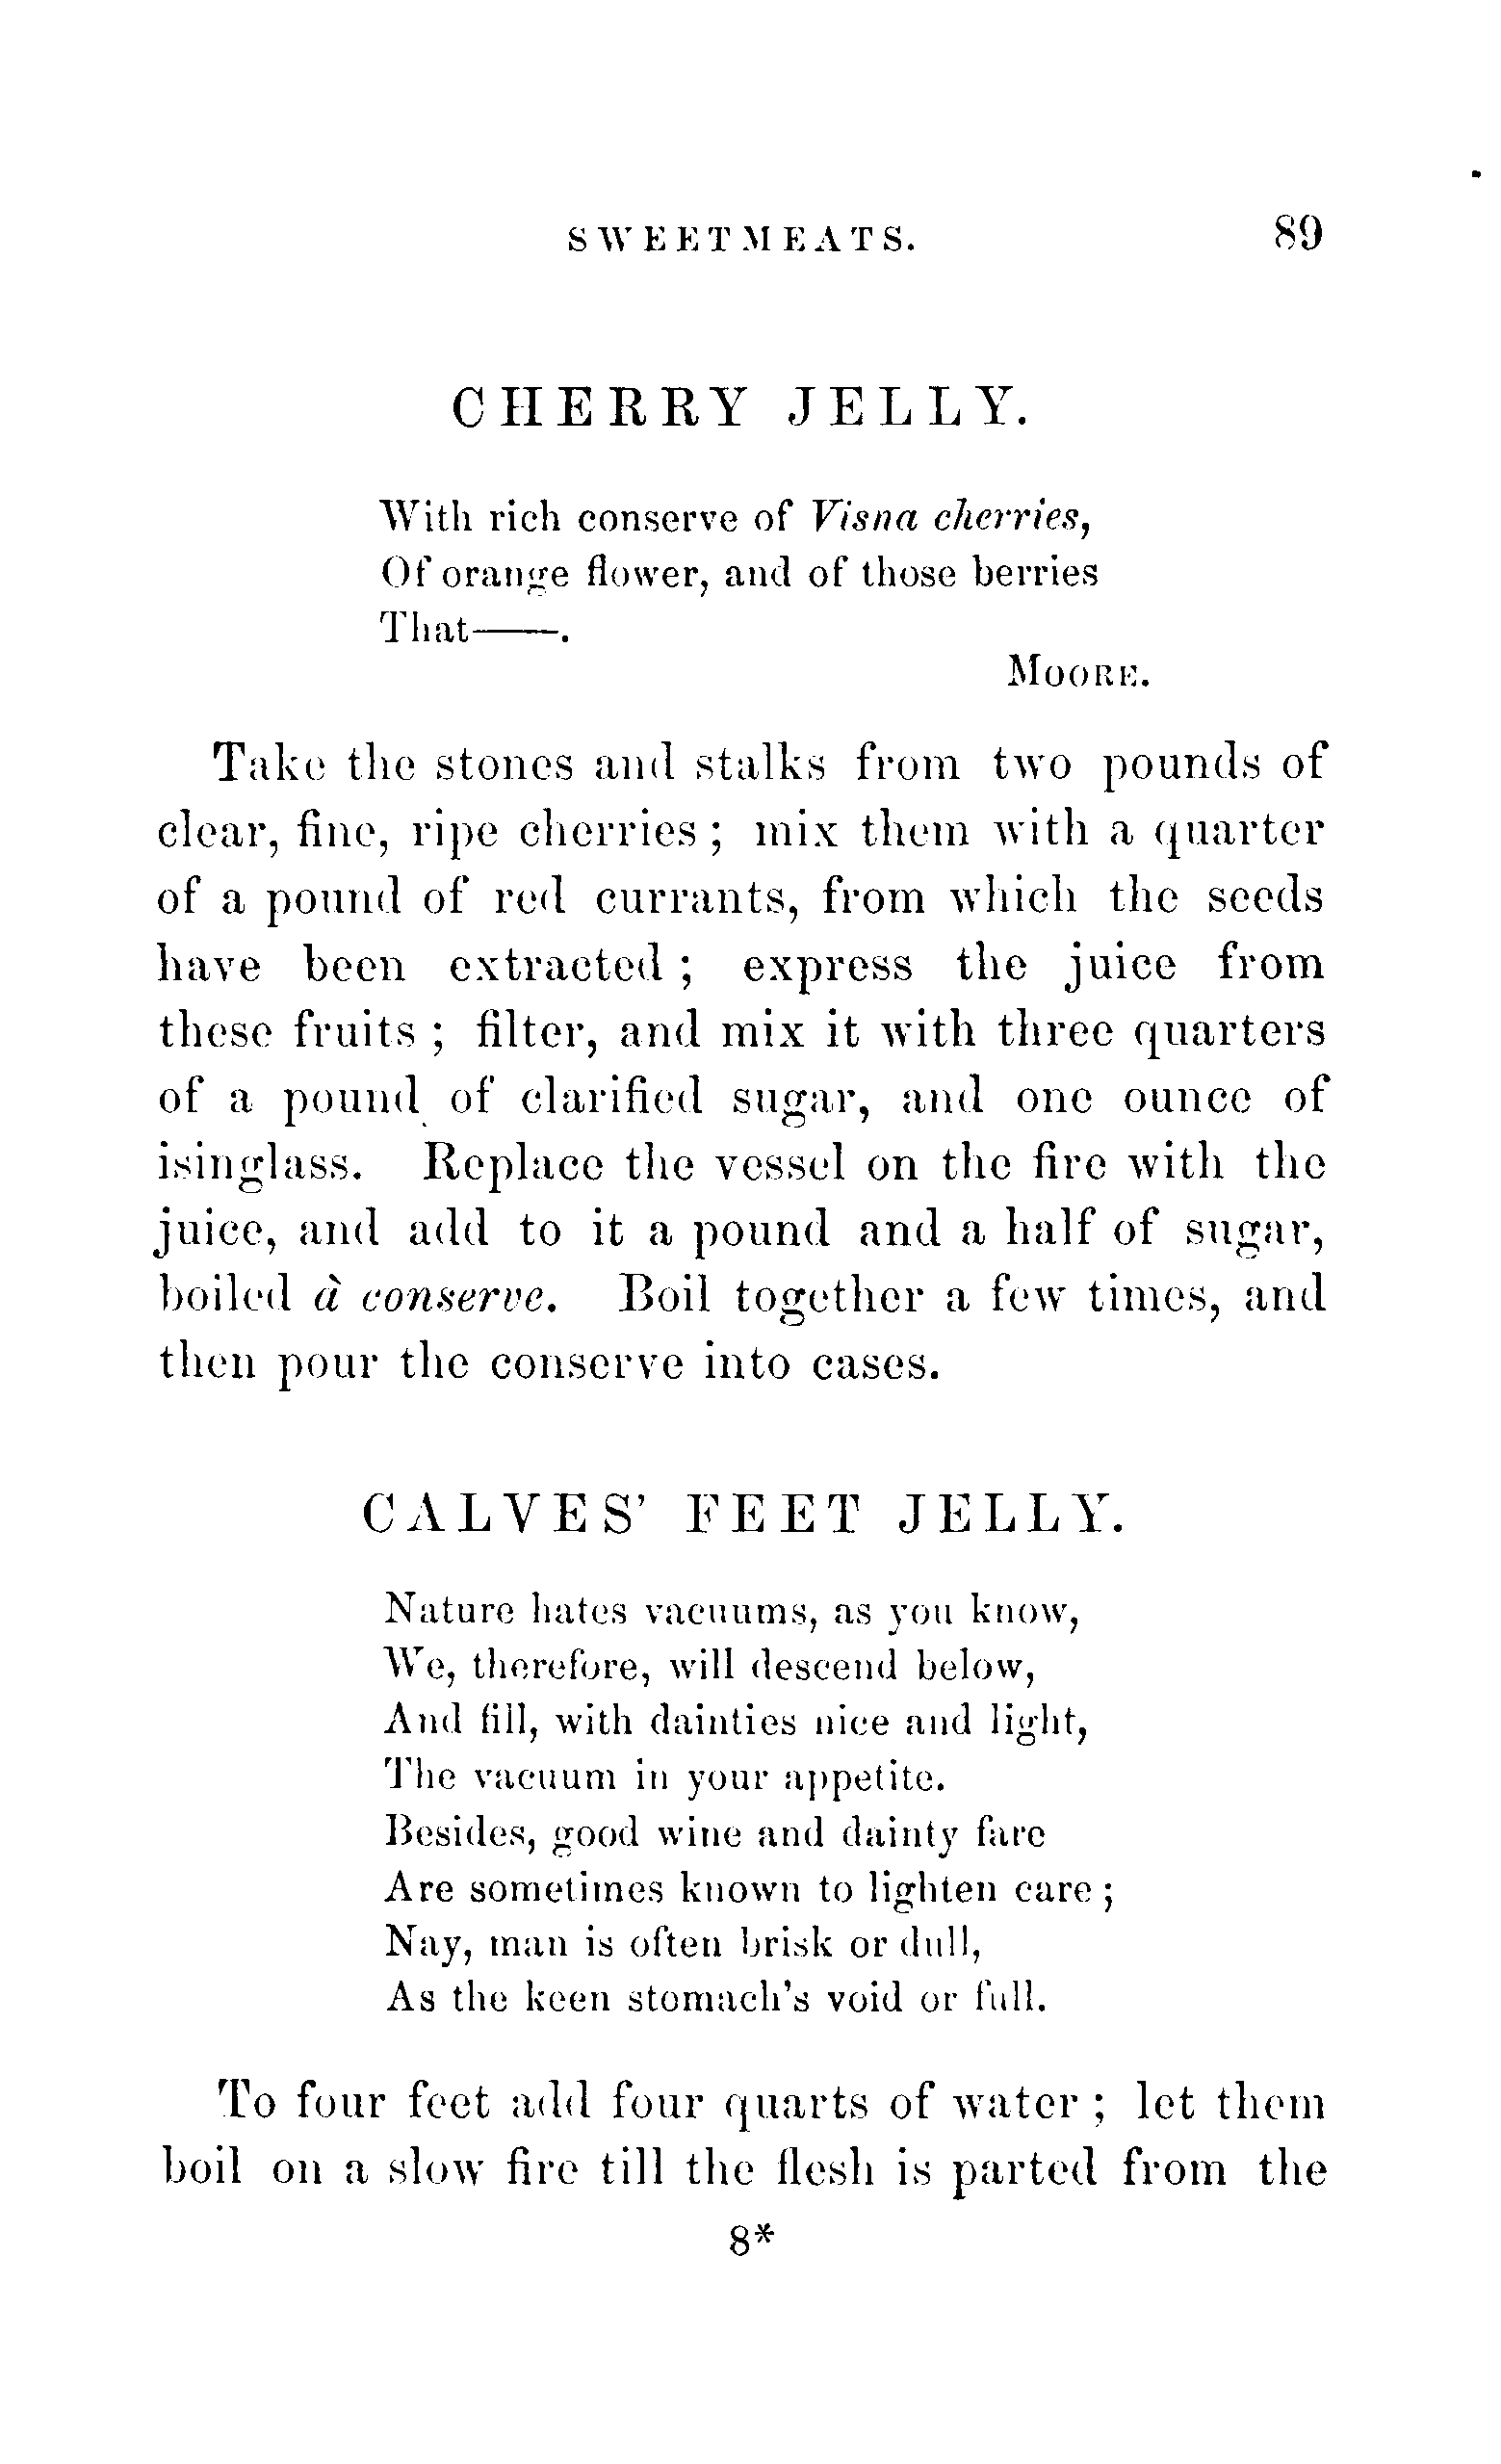 SWEETMEATS. 89
CHERRY JELLY.
With rich conserve of Visna cherries,
Of orange flower, and of those berries
That——.
MOORE.
Take the stones and stalks from two pounds of
clear, fine, ripe cherries; mix them with a quarter
of a pound of red currants, from which the seeds
have been extracted; express the juice from
these fruits; filter, and mix it with three quarters
of a pound of clarified sugar, and one ounce of
isinglass. Replace the vessel on the fire with the
juice, and add to it a pound and a half of sugar,
boiled à conserve. Boil together a few times, and
then pour the conserve into cases.
CALVES' FEET JELLY.
Nature hates vacuums, as you know,
We, therefore, will descend below,
And fill, with dainties nice and light,
The vacuum in your appetite.
Besides, good wine and dainty fare
Are sometimes known to lighten care;
Nay, man is often brisk or dull,
As the keen stomach's void or full.
To four feet add four quarts of water; let them
boil on a slow fire till the flesh is parted from the
8*